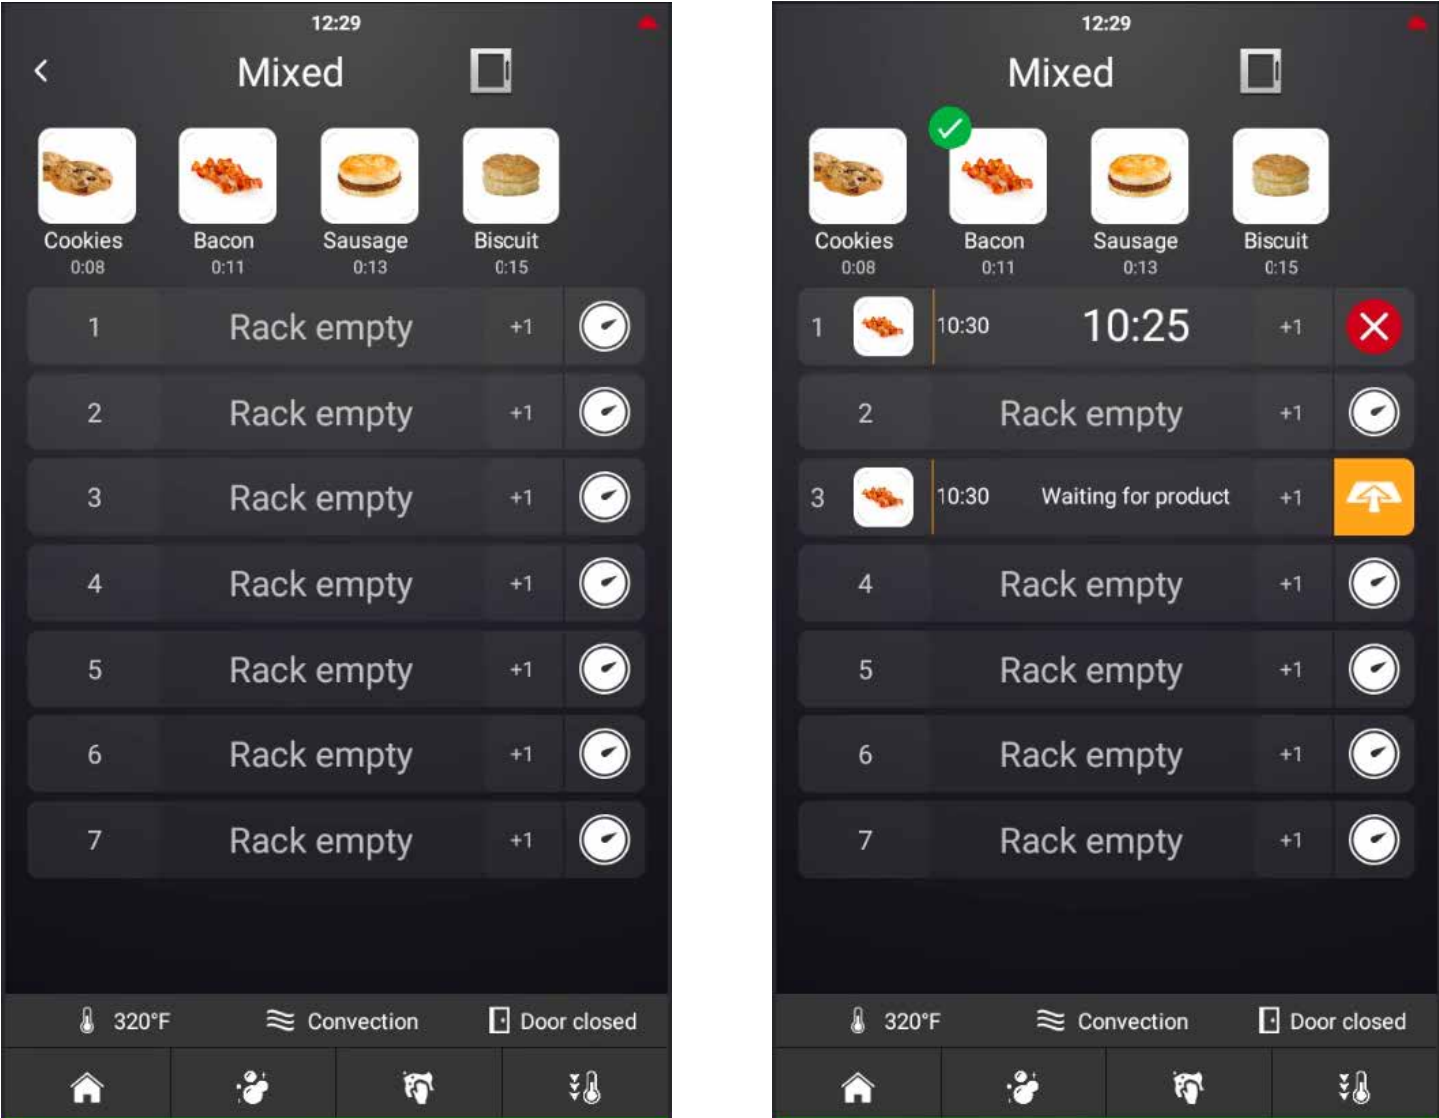 12:29
Mixed
Cookies Bacon Sausage Biscuit
0:08 0:11 0:13 0:15
1 Rack empty +1
2 Rack empty +1
3 Rack empty +1
4 Rack empty +1
5 Rack empty +1
6 Rack empty +1
7 Rack empty +1
320°F Convection Door closed
12:29
Mixed
Cookies Bacon Sausage Biscuit
0:08 0:11 0:13 0:15
1 10:30 10:25 +1
2 Rack empty +1
3 10:30 Waiting for product +1
4 Rack empty +1
5 Rack empty +1
6 Rack empty +1
7 Rack empty +1
320°F Convection Door closed